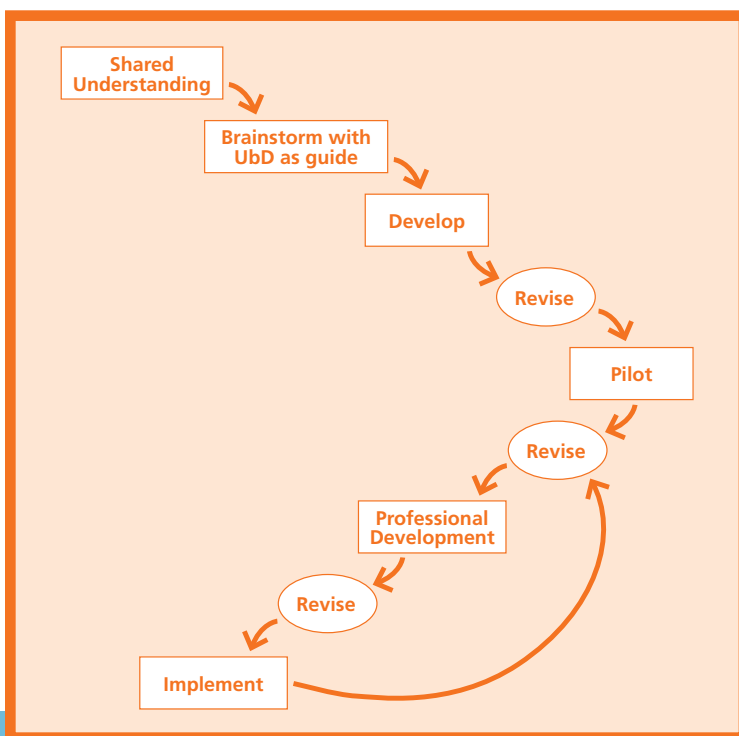 Shared
Understanding
Brainstorm with
UbD as guide
Develop
Revise
Pilot
Revise
Professional
Development
Revise
Implement